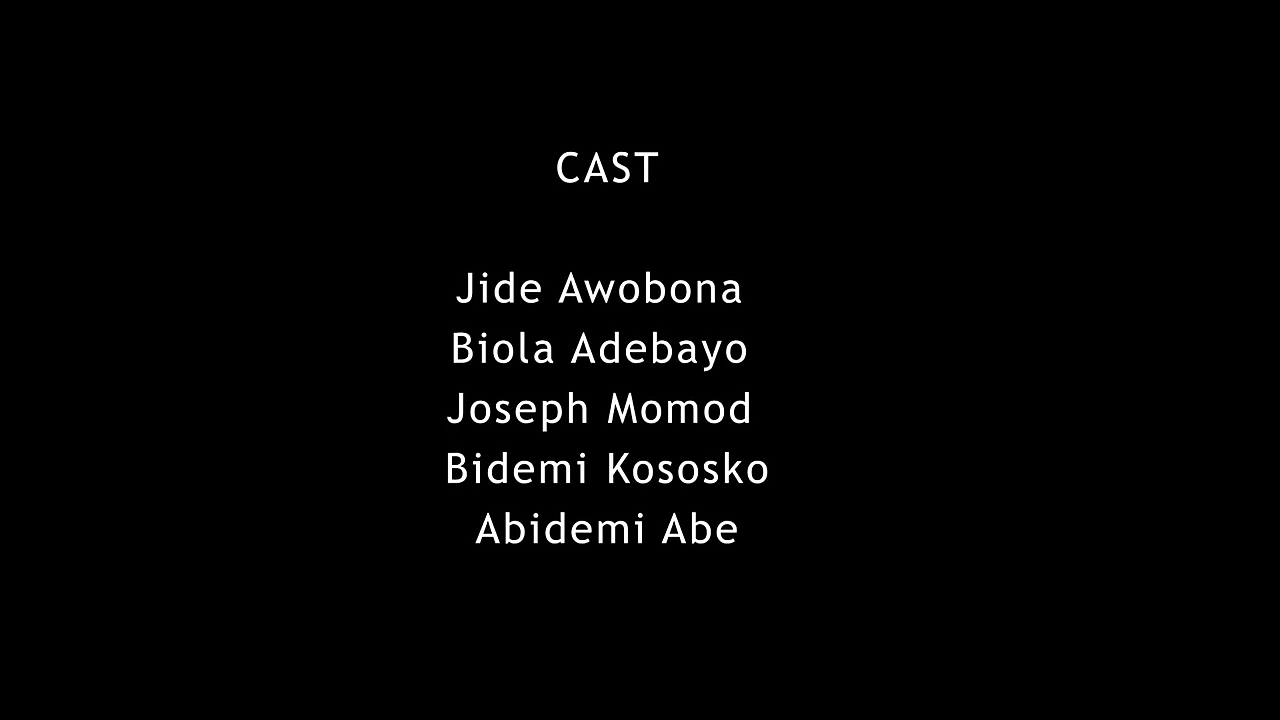 CAST
Jide Awobona
Biola Adebayo
Joseph Momod
Bidemi Kososko
Abidemi Abe